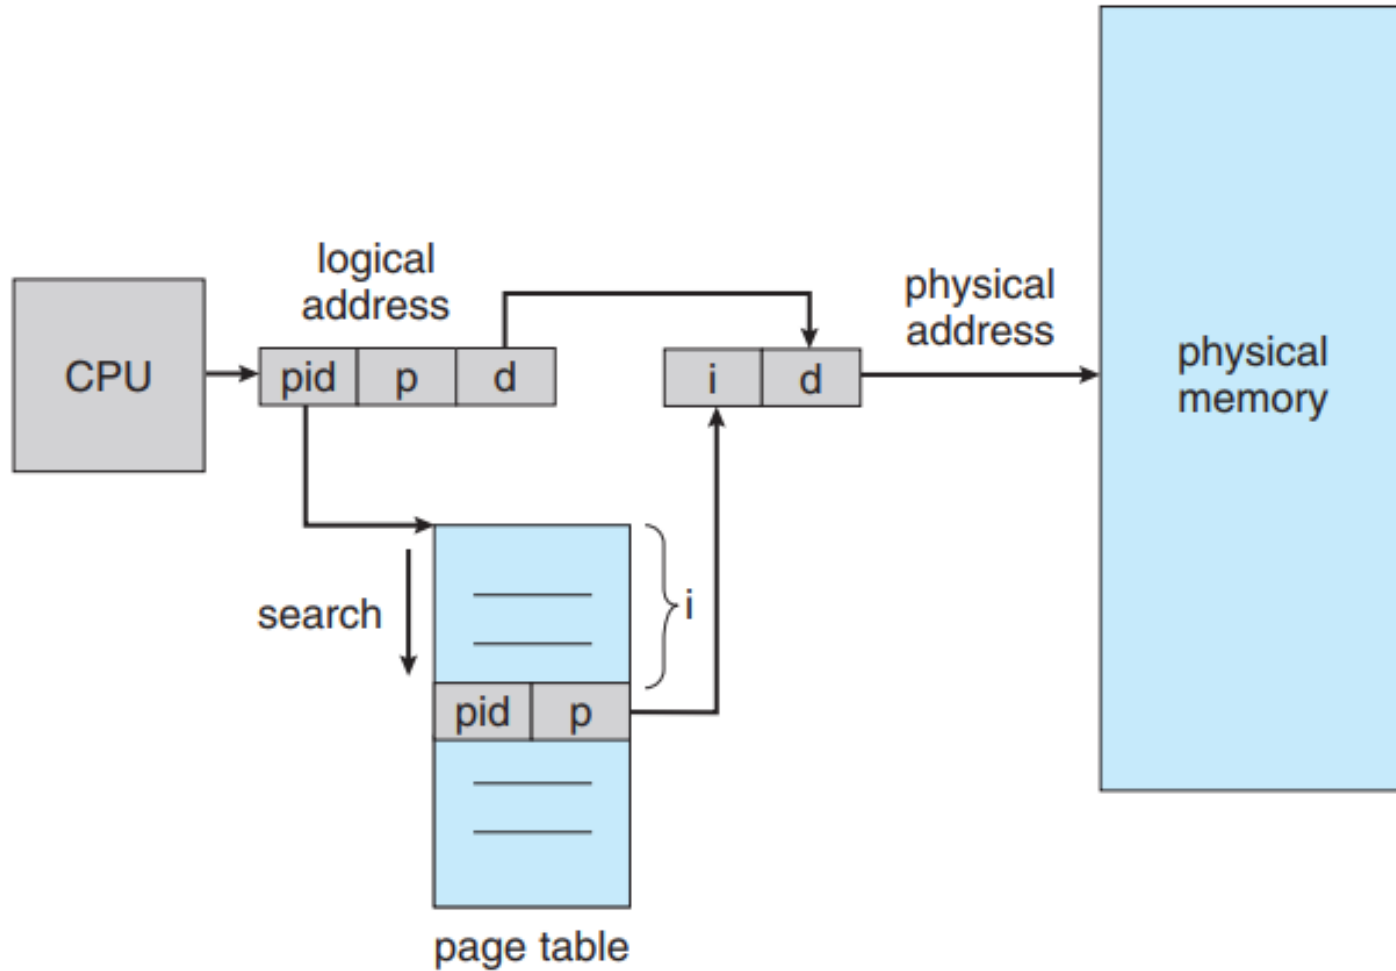 logical
address
physical
address
CPU
pid
p
d
i
d
physical
memory
search
i
pid
p
page table